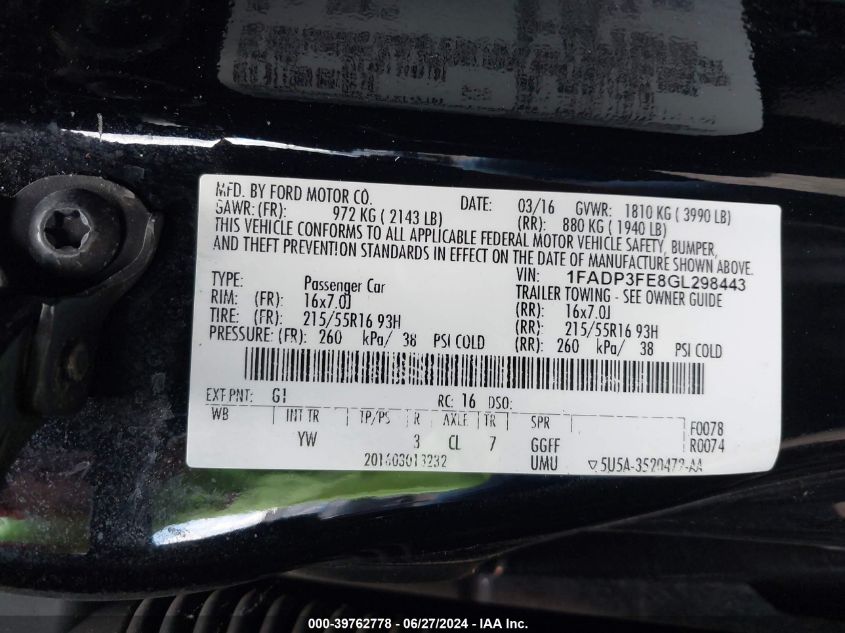 MFD. BY FORD MOTOR CO. DATE: 03/16 GVWR: 1810 KG ( 3990 LB)
GAWR: (FR): 972 KG ( 2143 LB) (RR): 880 KG ( 1940 LB)
THIS VEHICLE CONFORMS TO ALL APPLICABLE FEDERAL MOTOR VEHICLE SAFETY, BUMPER,
AND THEFT PREVENTION STANDARDS IN EFFECT ON THE DATE OF MANUFACTURE SHOWN ABOVE.
VIN: 1FADP3FE8GL298443
TYPE: Passenger Car TRAILER TOWING - SEE OWNER GUIDE
RIM: (FR): 16x7.0J (RR): 16x7.0J
TIRE: (FR): 215/55R16 93H (RR): 215/55R16 93H
PRESSURE: (FR): 260 kPa/ 38 PSI COLD (RR): 260 kPa/ 38 PSI COLD
EXT PNT: G1 RC: 16 DSO:
WB INT TR TP/PS R AXLE TR SPR F0078
YW 3 CL 7 GGFF R0074
201603013232 UMU ▽5U5A-3520472-AA
000-39762778 - 06/27/2024 - IAA Inc.